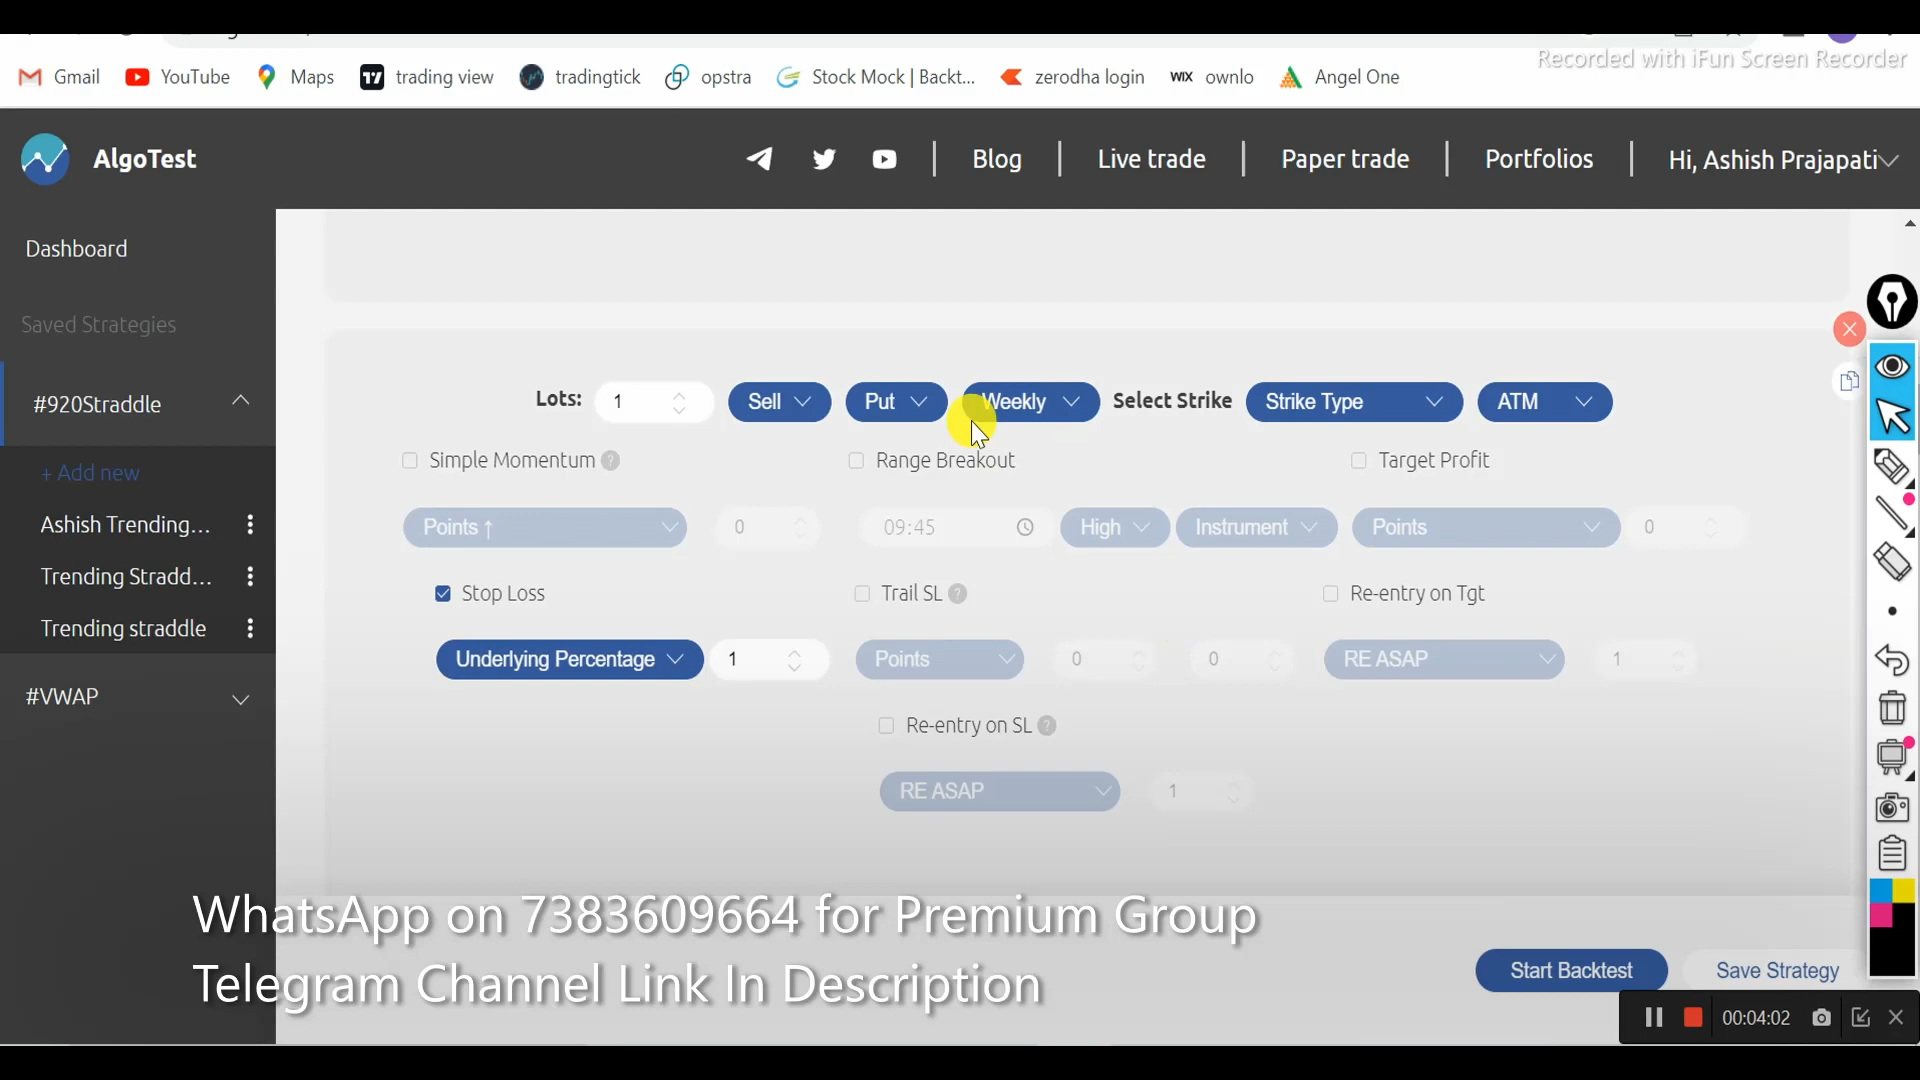 Recorded with iFun Screen Recorder
Gmail YouTube Maps trading view tradingtick opstra Stock Mock | Backt... zerodha login WIX ownlo Angel One
AlgoTest Blog Live trade Paper trade Portfolios Hi, Ashish Prajapati
Dashboard
Saved Strategies
#920Straddle
+ Add new
Ashish Trending...
Trending Stradd...
Trending straddle
#VWAP
Lots: 1 Sell Put Weekly Select Strike Strike Type ATM
Simple Momentum ? Range Breakout Target Profit
Points ↑ 0 09:45 High Instrument Points 0
Stop Loss Trail SL ? Re-entry on Tgt
Underlying Percentage 1 Points 0 0 RE ASAP 1
Re-entry on SL ?
RE ASAP 1
WhatsApp on 7383609664 for Premium Group
Telegram Channel Link In Description
Start Backtest Save Strategy
00:04:02